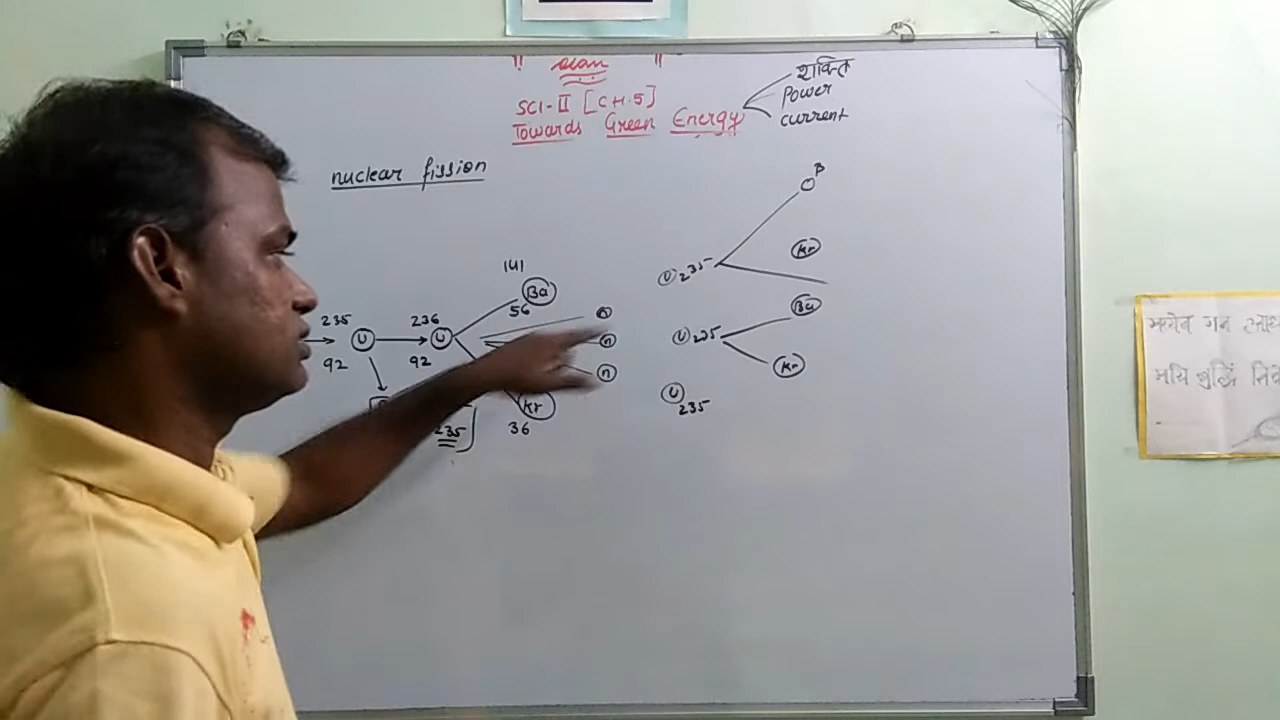 SCI-II [CH.5]
Towards Green Energy
शक्ति
Power
current
nuclear fission
235
U
92
236
U
92
141
Ba
56
n
n
n
Kr
36
235
U 235
B
Kr
U 235
Ba
Kr
U
235